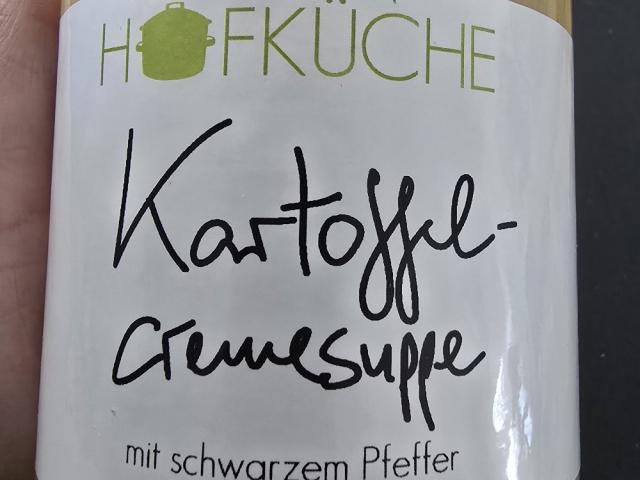 HOFKÜCHE
Kartoffel-
cremesuppe
mit schwarzem Pfeffer